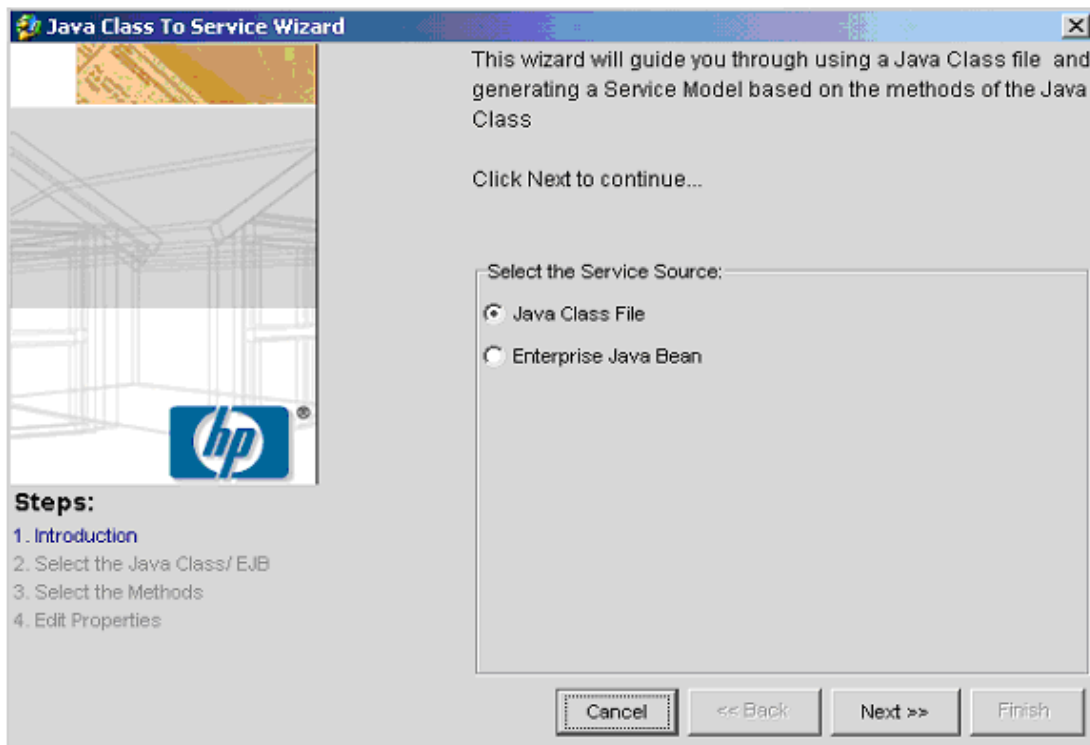 Java Class To Service Wizard
This wizard will guide you through using a Java Class file and
generating a Service Model based on the methods of the Java
Class
Click Next to continue...
Select the Service Source:
Java Class File
Enterprise Java Bean
hp
®
Steps:
1. Introduction
2. Select the Java Class/ EJB
3. Select the Methods
4. Edit Properties
Cancel
<< Back
Next >>
Finish